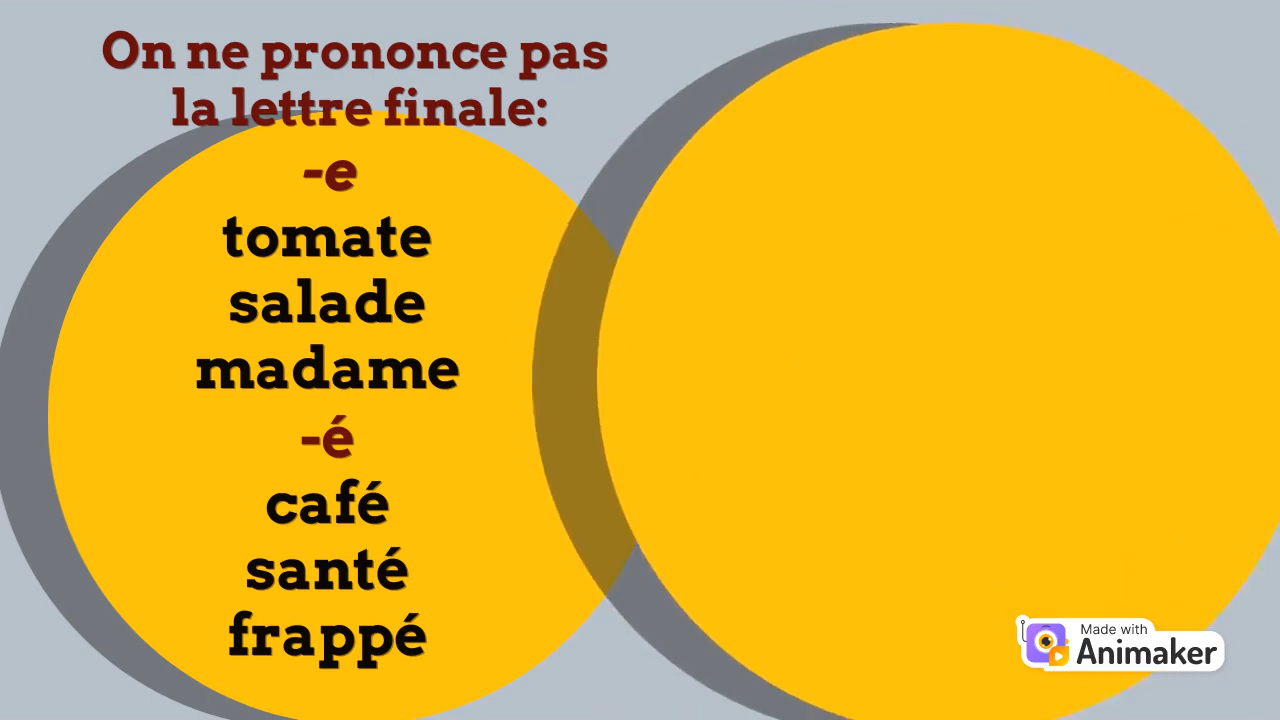 On ne prononce pas
la lettre finale:
-e
tomate
salade
madame
-é
café
santé
frappé
Made with
Animaker